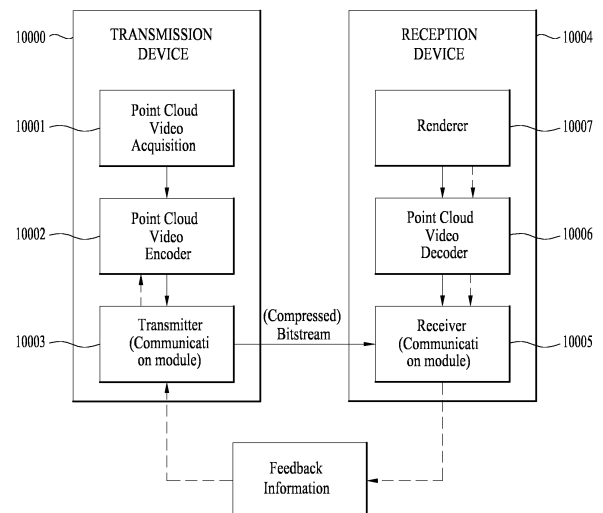 10000
TRANSMISSION
DEVICE
10001
Point Cloud
Video
Acquisition
10002
Point Cloud
Video
Encoder
10003
Transmitter
(Communicati
on module)
(Compressed)
Bitstream
RECEPTION
DEVICE
10004
Renderer
10007
Point Cloud
Video
Decoder
10006
Receiver
(Communicati
on module)
10005
Feedback
Information